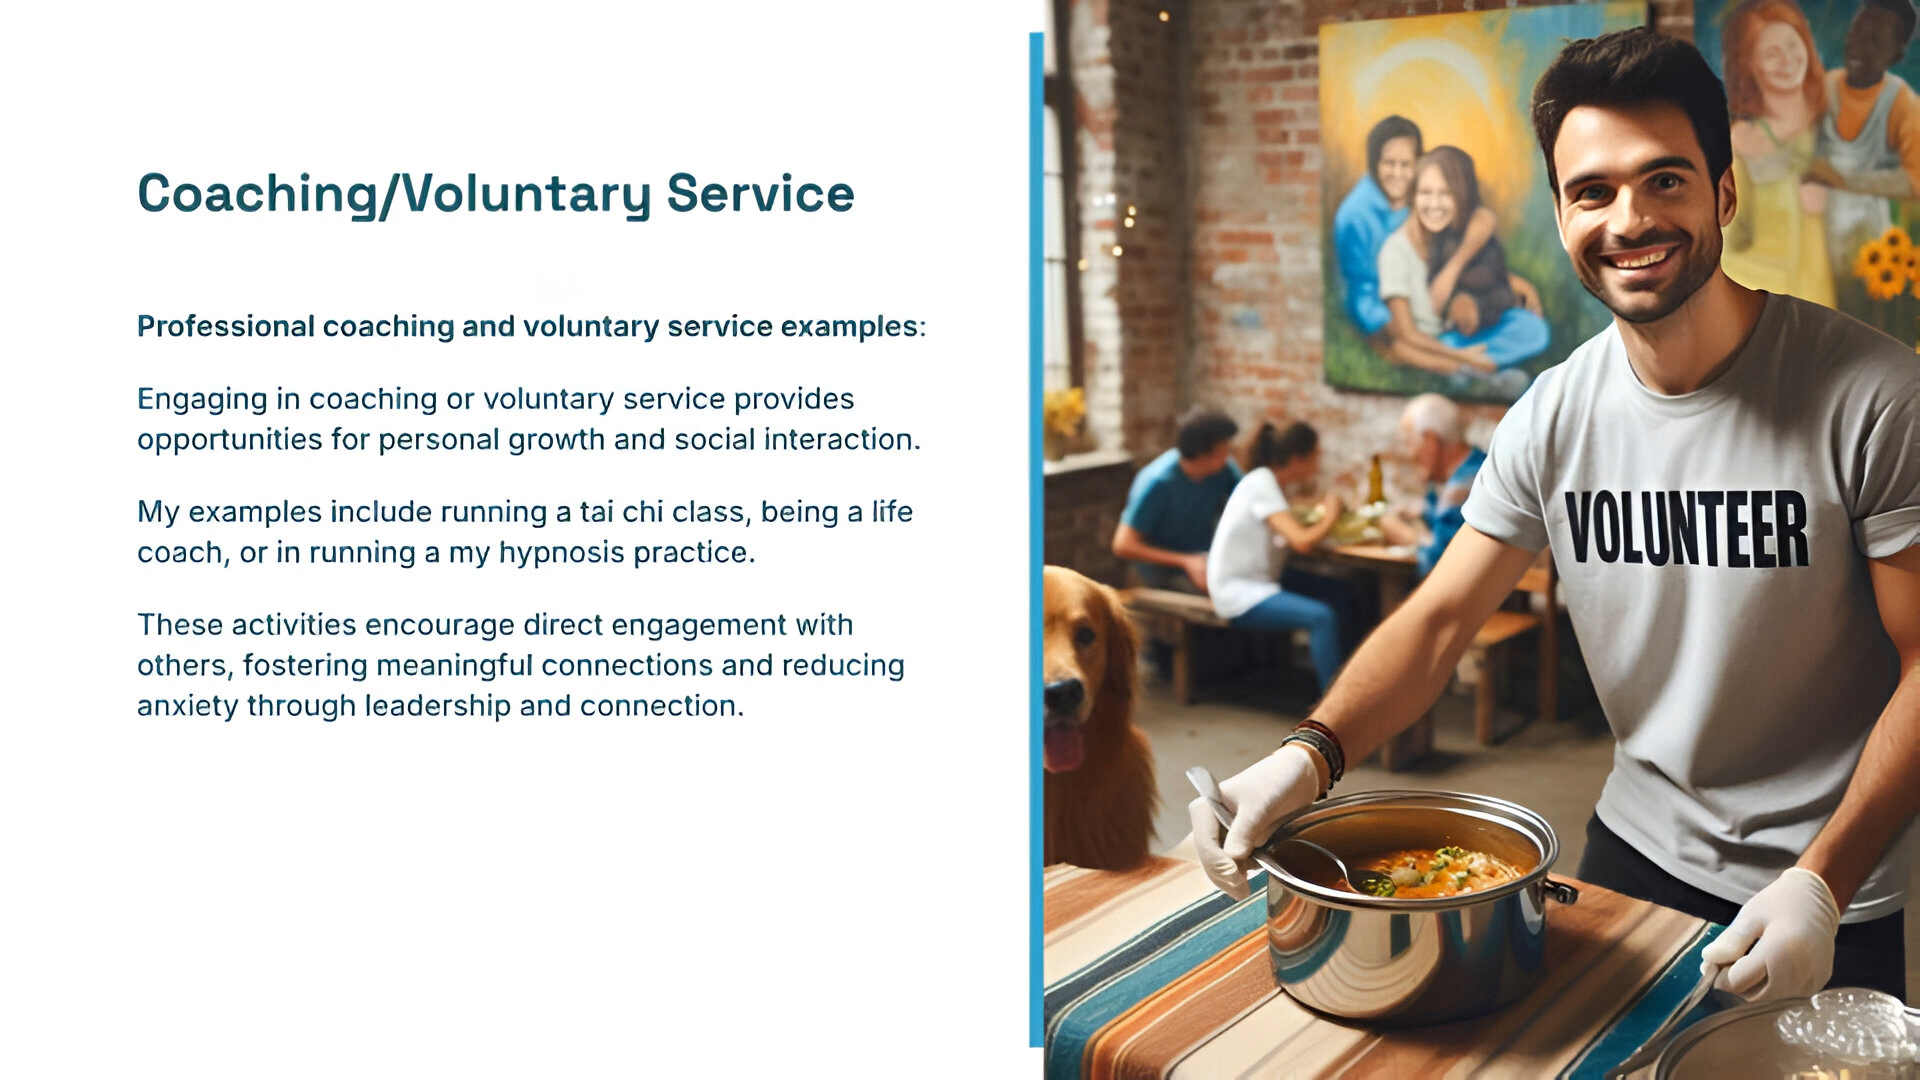 Coaching/Voluntary Service
Professional coaching and voluntary service examples:
Engaging in coaching or voluntary service provides
opportunities for personal growth and social interaction.
My examples include running a tai chi class, being a life
coach, or in running a my hypnosis practice.
These activities encourage direct engagement with
others, fostering meaningful connections and reducing
anxiety through leadership and connection.
VOLUNTEER